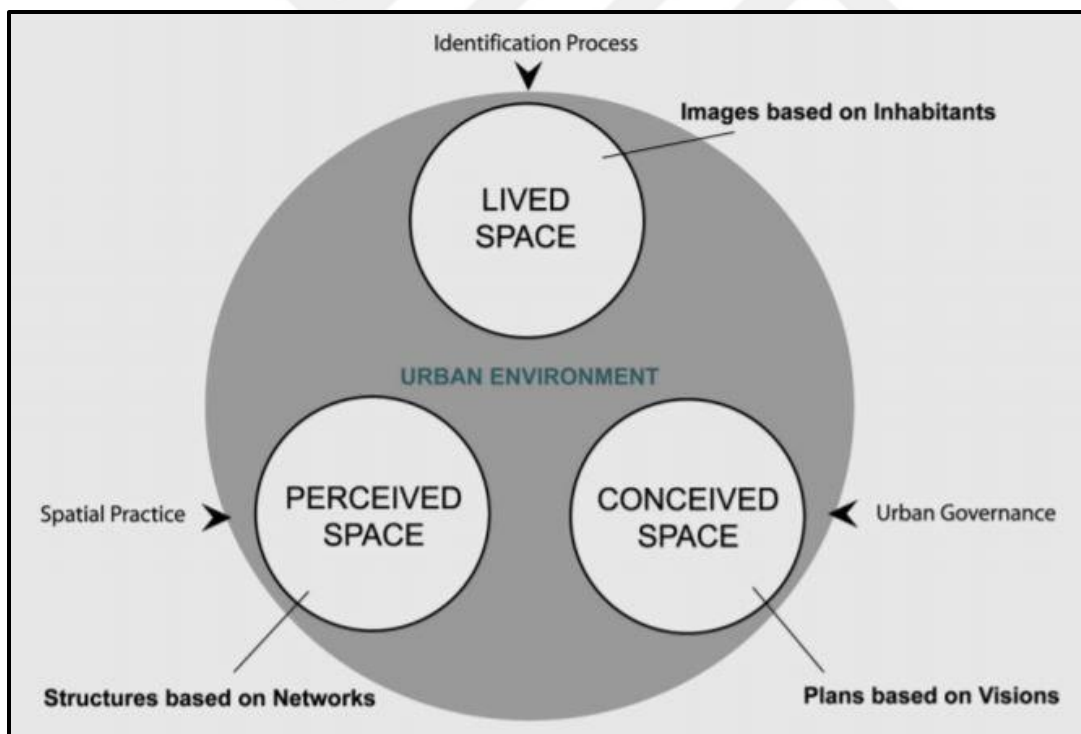 Identification Process
Images based on Inhabitants
LIVED
SPACE
URBAN ENVIRONMENT
PERCEIVED
SPACE
CONCEIVED
SPACE
Spatial Practice
Urban Governance
Structures based on Networks
Plans based on Visions